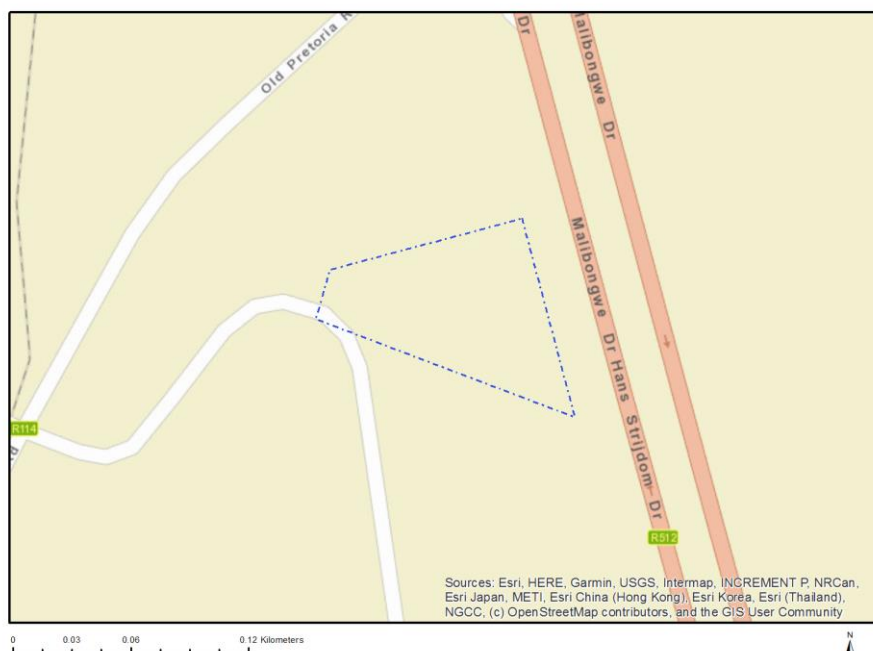 Old Pretoria R
Dr
Malibongwe Dr
Malibongwe Dr Hans Strijdom Dr
R114
R512
Sources: Esri, HERE, Garmin, USGS, Intermap, INCREMENT P, NRCan,
Esri Japan, METI, Esri China (Hong Kong), Esri Korea, Esri (Thailand),
NGCC, (c) OpenStreetMap contributors, and the GIS User Community
0 0.03 0.06 0.12 Kilometers
N